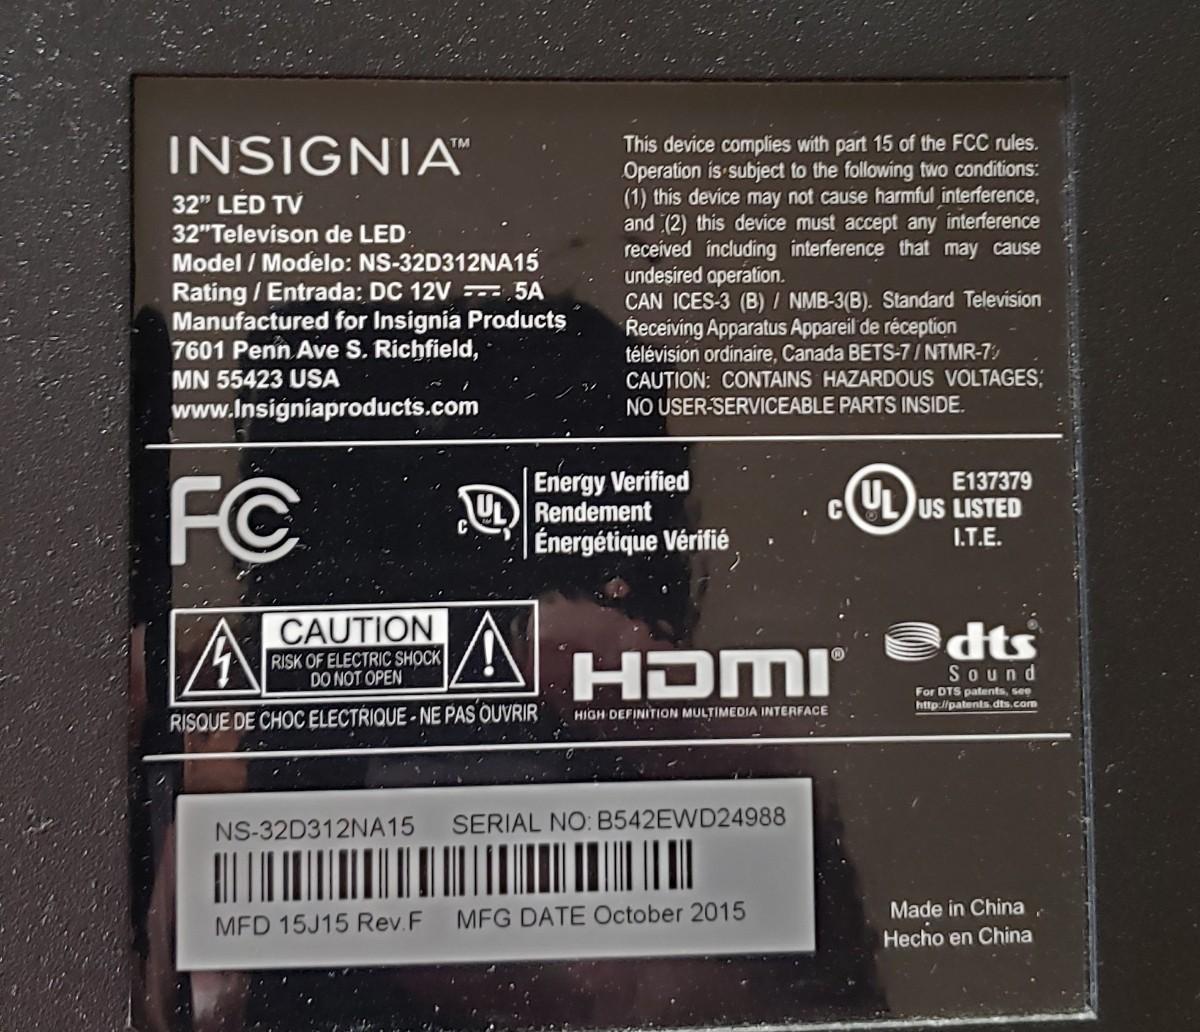 INSIGNIA™
32” LED TV
32"Televison de LED
Model / Modelo: NS-32D312NA15
Rating / Entrada: DC 12V ⎓ 5A
Manufactured for Insignia Products
7601 Penn Ave S. Richfield,
MN 55423 USA
www.Insigniaproducts.com
This device complies with part 15 of the FCC rules.
Operation is subject to the following two conditions:
(1) this device may not cause harmful interference,
and (2) this device must accept any interference
received including interference that may cause
undesired operation.
CAN ICES-3 (B) / NMB-3(B). Standard Television
Receiving Apparatus Appareil de réception
télévision ordinaire, Canada BETS-7 / NTMR-7.
CAUTION: CONTAINS HAZARDOUS VOLTAGES;
NO USER-SERVICEABLE PARTS INSIDE.
FC
c UL
Energy Verified
Rendement
Énergétique Vérifié
c UL® US LISTED
E137379
I.T.E.
CAUTION
RISK OF ELECTRIC SHOCK
DO NOT OPEN
RISQUE DE CHOC ELECTRIQUE - NE PAS OUVRIR
HDMI®
HIGH DEFINITION MULTIMEDIA INTERFACE
dts®
Sound
For DTS patents, see
http://patents.dts.com
NS-32D312NA15 SERIAL NO: B542EWD24988
MFD 15J15 Rev.F MFG DATE October 2015
Made in China
Hecho en China